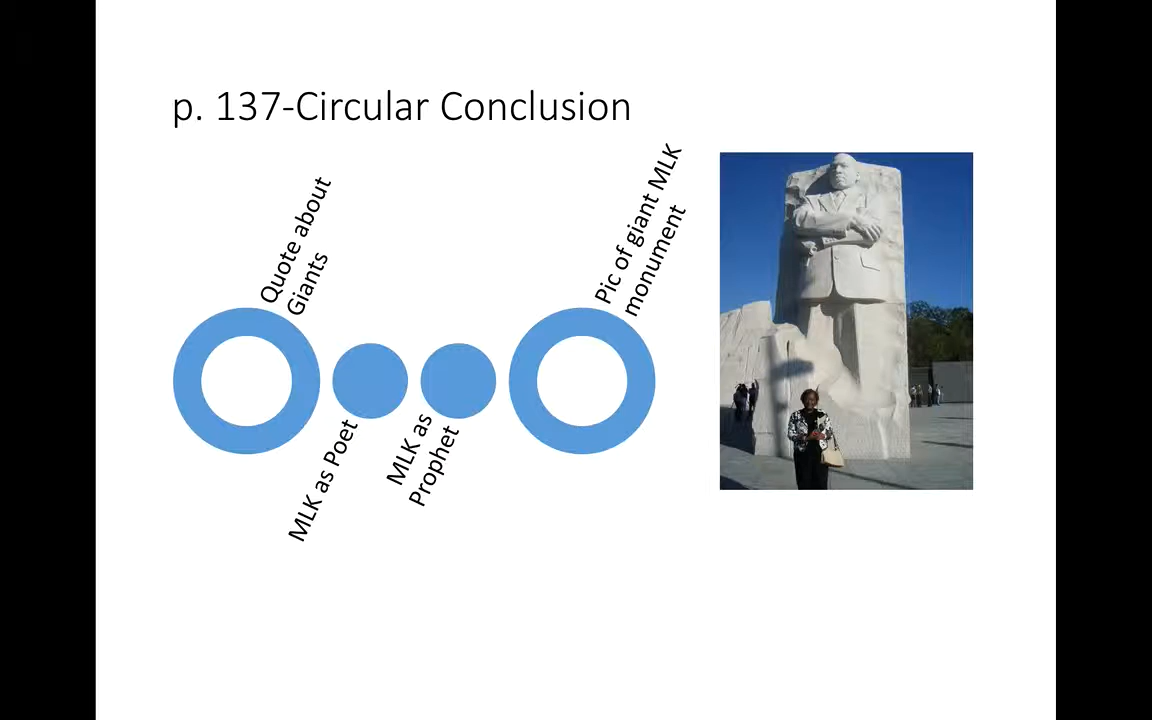 p. 137-Circular Conclusion
Quote about
Giants
MLK as Poet
MLK as
Prophet
Pic of giant MLK
monument